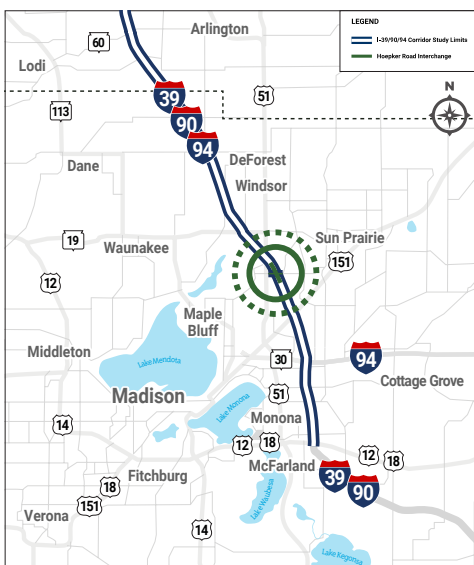 LEGEND
I-39/90/94 Corridor Study Limits
Hoepker Road Interchange
Arlington
60
Lodi
39
51
N
113
90
94
DeForest
Dane
Windsor
19
Waunakee
Sun Prairie
151
12
Maple
Bluff
Middleton
Lake Mendota
30
94
Cottage Grove
Madison
51
Lake Monona
14
Monona
12
18
12
18
McFarland
Fitchburg
39
90
18
151
Lake Waubesa
Verona
14
Lake Kegonsa